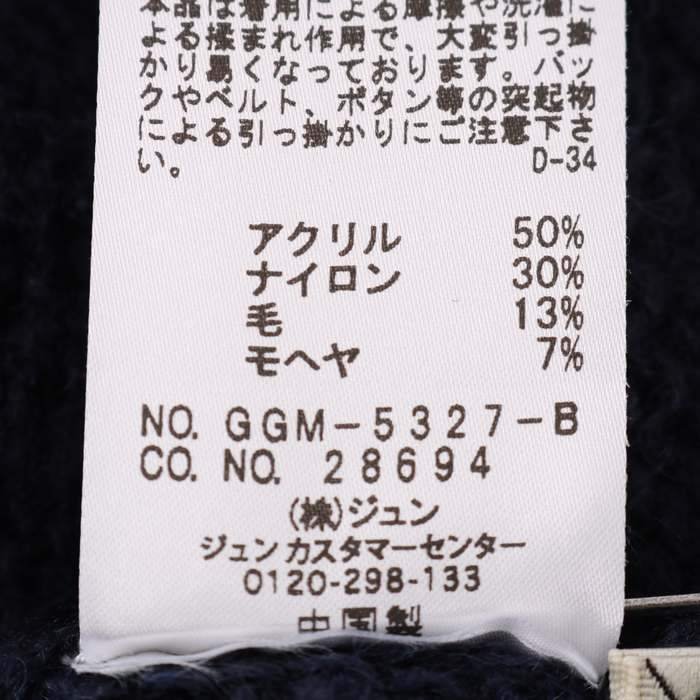 品は着用による摩擦や洗濯に
よる揉まれ作用で、大変引っ掛
かり易くなっております。バッ
クやベルト、ボタン等の突起物
による引っ掛かりにご注意下さ
い。
D-34
アクリル 50%
ナイロン 30%
毛 13%
モヘヤ 7%
NO. GGM-5327-B
CO. NO. 28694
(株)ジュン
ジュンカスタマーセンター
0120-298-133
中国製